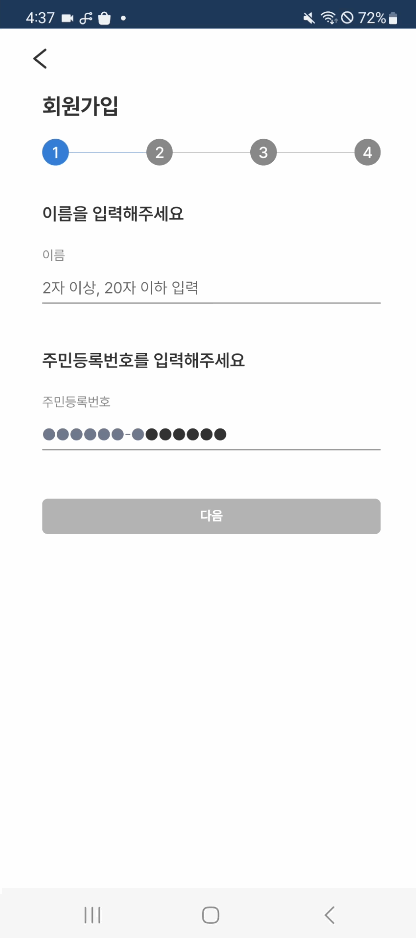 4:37 72%
회원가입
1 2 3 4
이름을 입력해주세요
이름
2자 이상, 20자 이하 입력
주민등록번호를 입력해주세요
주민등록번호
●●●●●●-●●●●●●●
다음